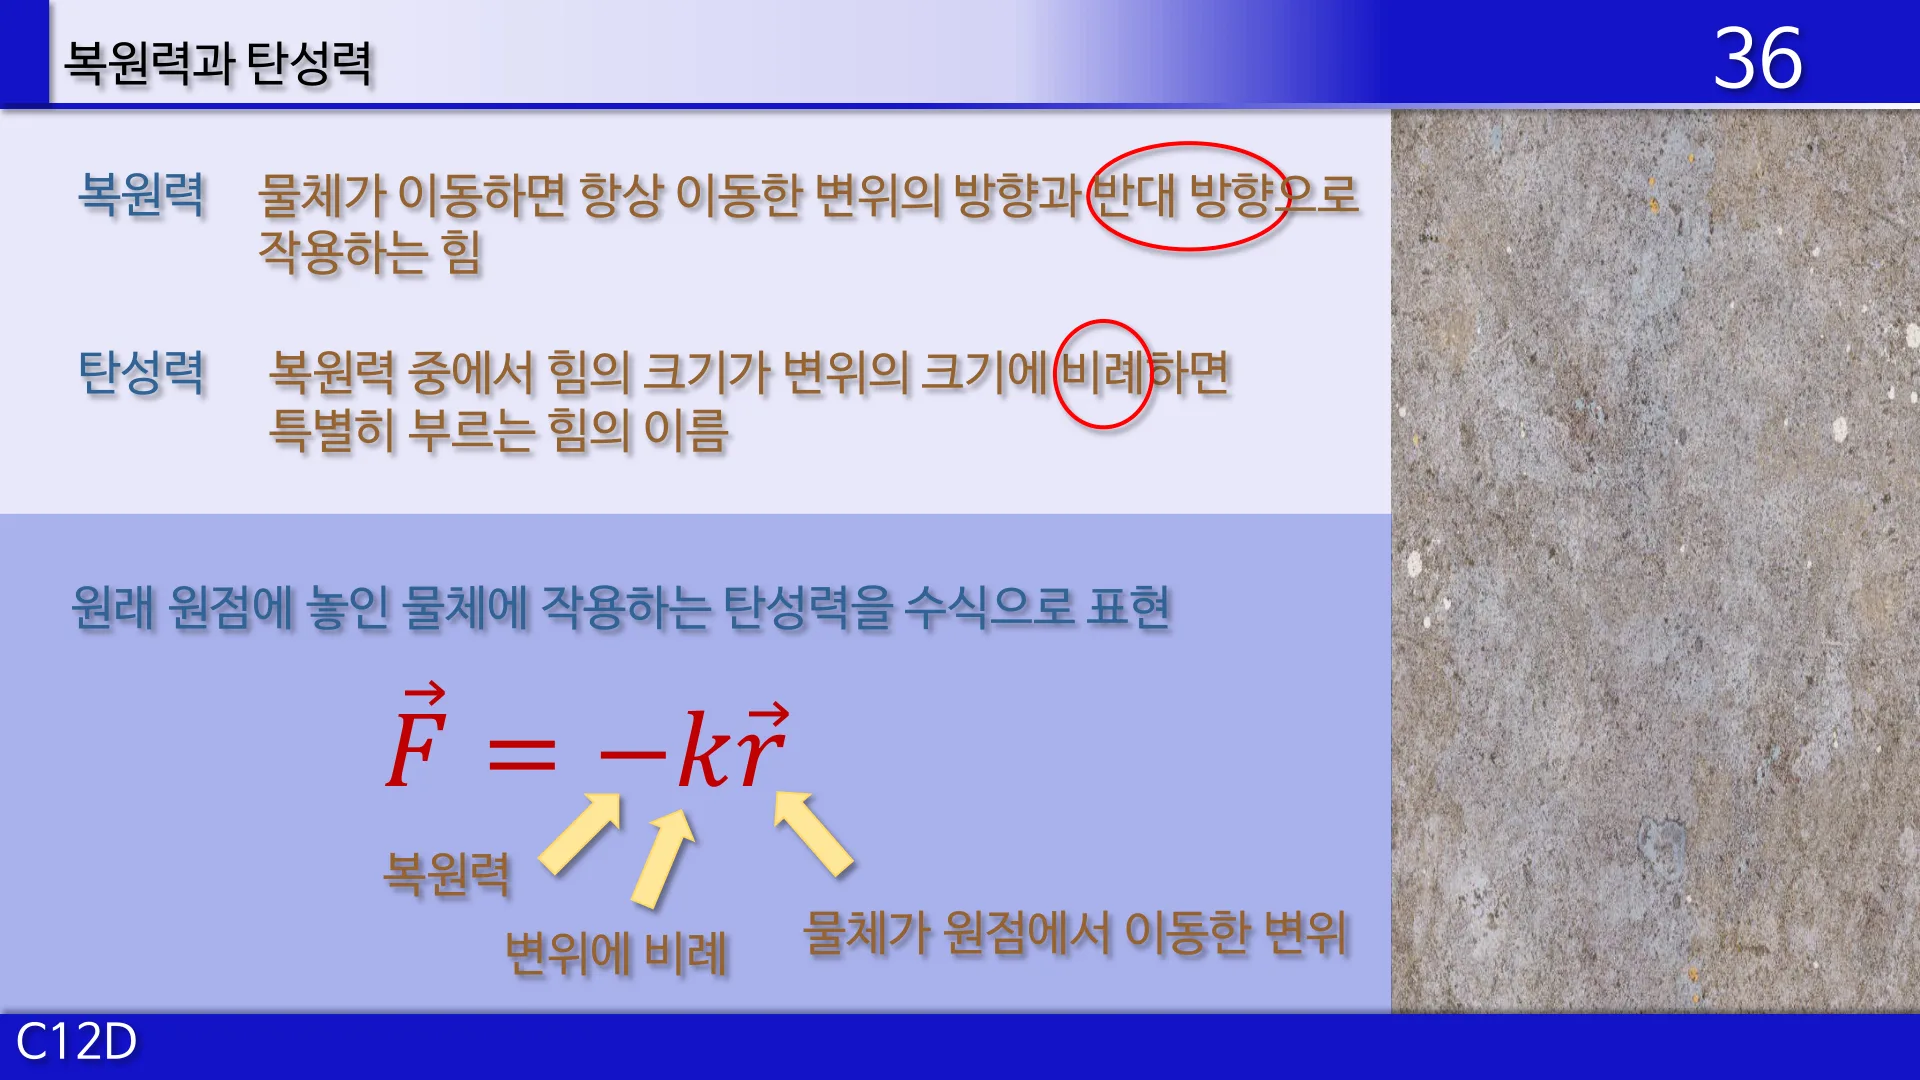 복원력과 탄성력
36
복원력 물체가 이동하면 항상 이동한 변위의 방향과 반대 방향으로
작용하는 힘
탄성력 복원력 중에서 힘의 크기가 변위의 크기에 비례하면
특별히 부르는 힘의 이름
원래 원점에 놓인 물체에 작용하는 탄성력을 수식으로 표현
$\vec{F} = -k\vec{r}$
복원력
변위에 비례
물체가 원점에서 이동한 변위
C12D